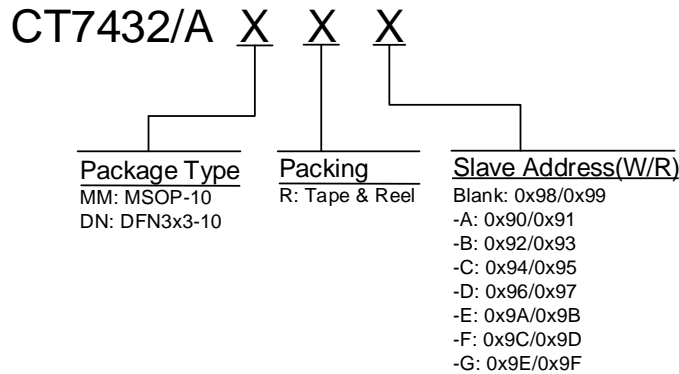 CT7432/A X X X
Package Type
MM: MSOP-10
DN: DFN3x3-10
Packing
R: Tape & Reel
Slave Address(W/R)
Blank: 0x98/0x99
-A: 0x90/0x91
-B: 0x92/0x93
-C: 0x94/0x95
-D: 0x96/0x97
-E: 0x9A/0x9B
-F: 0x9C/0x9D
-G: 0x9E/0x9F